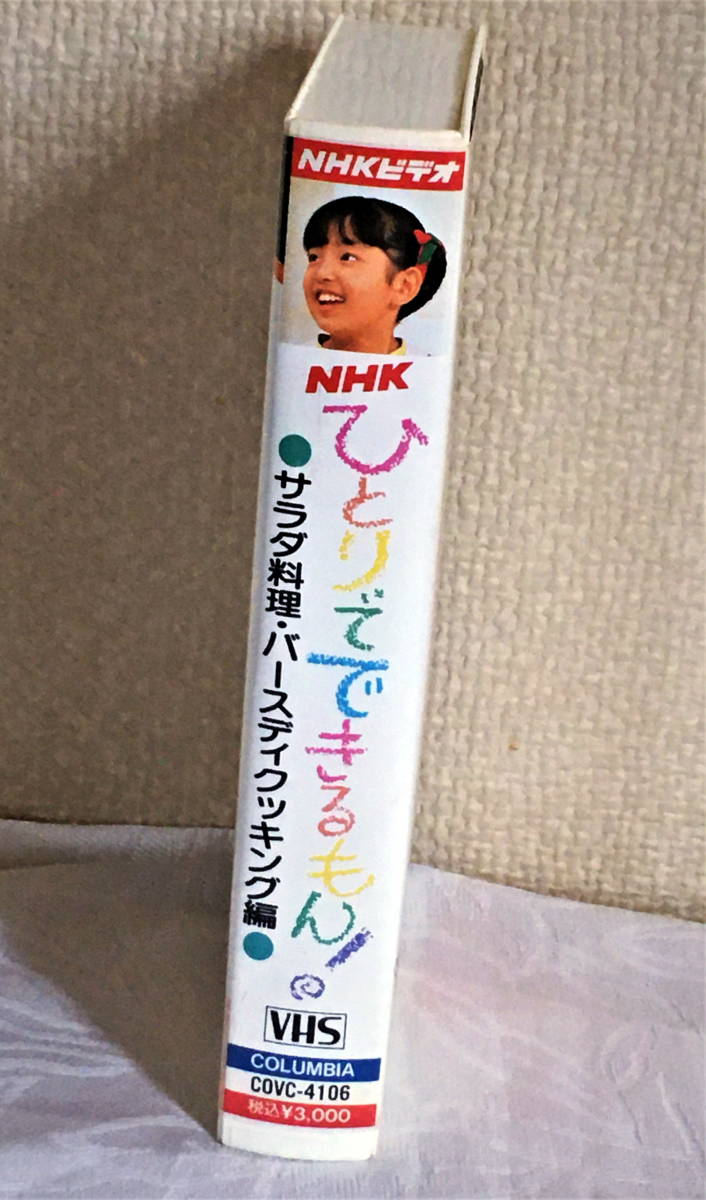 NHKビデオ
NHK
ひとりでできるもん!
●サラダ料理・バースディクッキング編●
VHS
COLUMBIA
COVC-4106
税込¥3,000